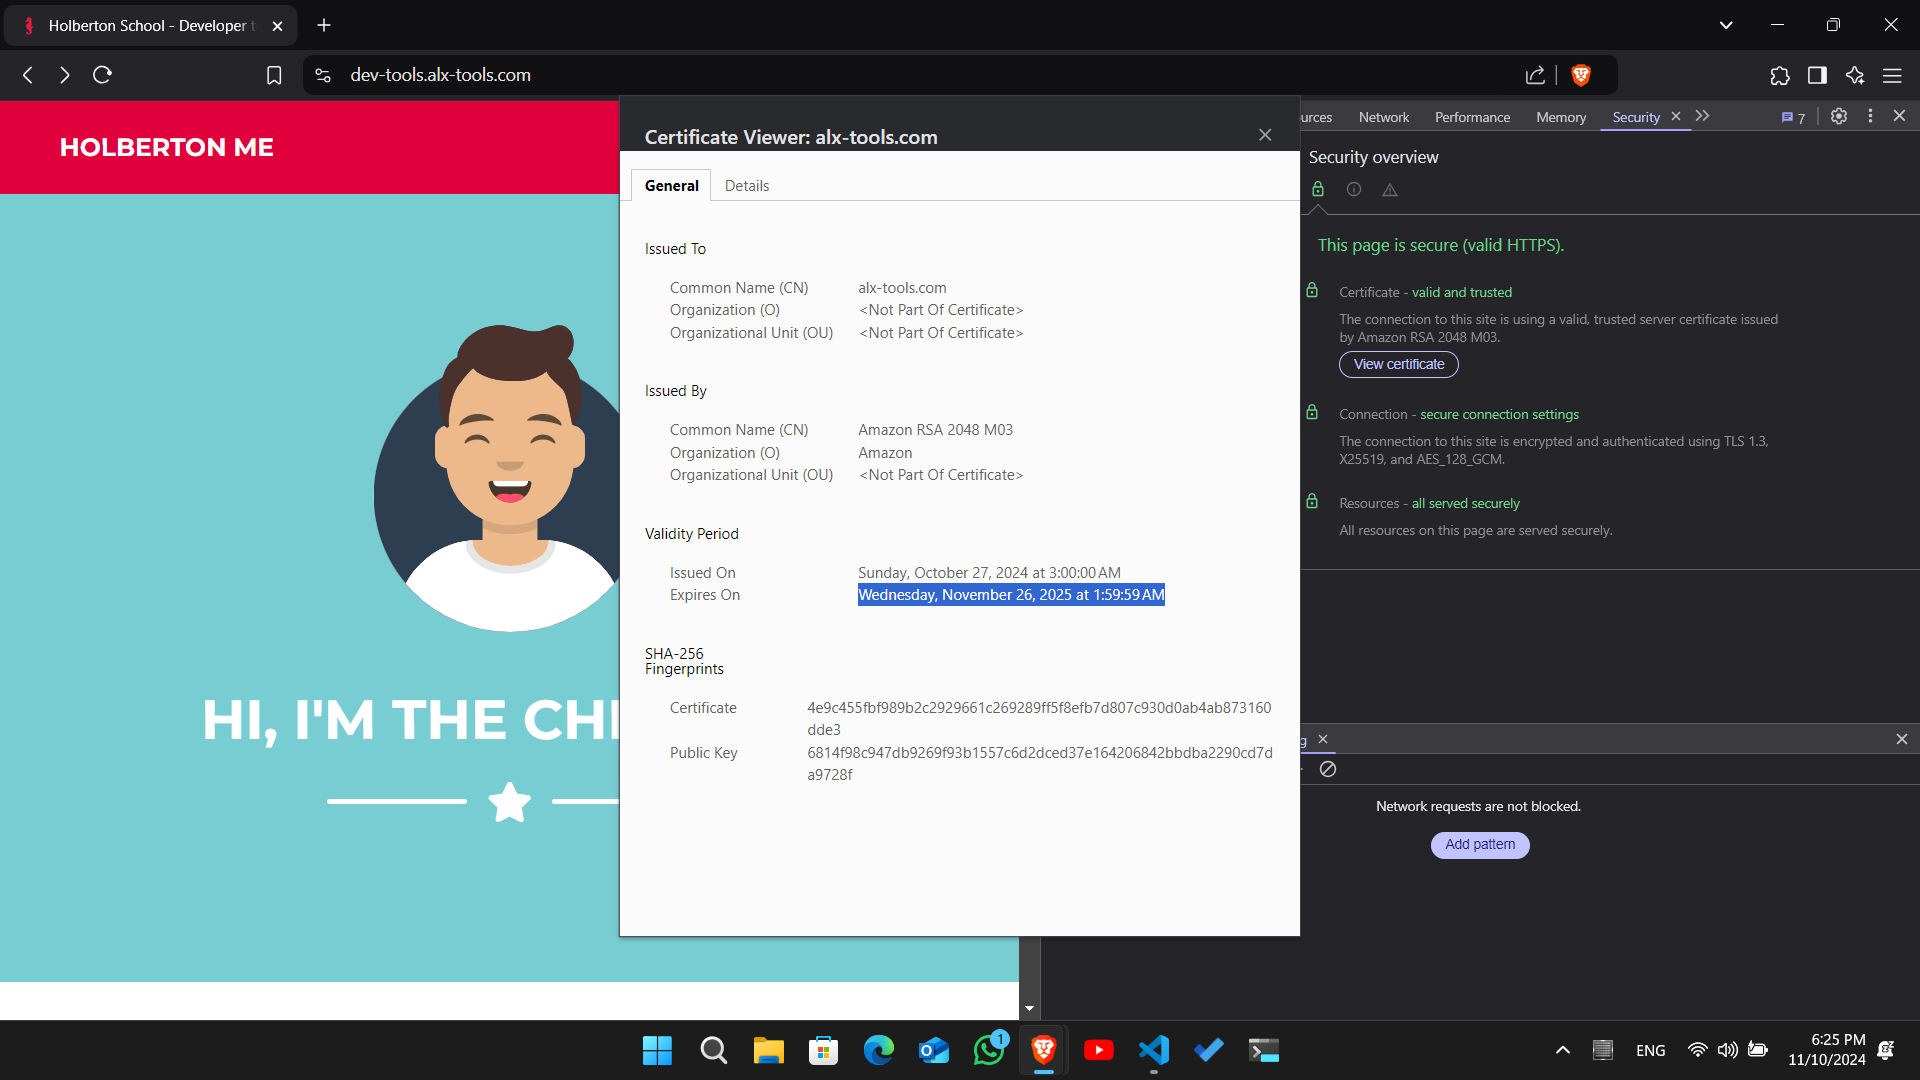 Holberton School - Developer t
dev-tools.alx-tools.com
HOLBERTON ME
HI, I'M THE CH
Certificate Viewer: alx-tools.com
General
Details
Issued To
Common Name (CN) alx-tools.com
Organization (O) <Not Part Of Certificate>
Organizational Unit (OU) <Not Part Of Certificate>
Issued By
Common Name (CN) Amazon RSA 2048 M03
Organization (O) Amazon
Organizational Unit (OU) <Not Part Of Certificate>
Validity Period
Issued On Sunday, October 27, 2024 at 3:00:00 AM
Expires On Wednesday, November 26, 2025 at 1:59:59 AM
SHA-256
Fingerprints
Certificate 4e9c455fbf989b2c2929661c269289ff5f8efb7d807c930d0ab4ab873160
dde3
Public Key 6814f98c947db9269f93b1557c6d2dced37e164206842bbdba2290cd7d
a9728f
urces Network Performance Memory Security 7
Security overview
This page is secure (valid HTTPS).
Certificate - valid and trusted
The connection to this site is using a valid, trusted server certificate issued
by Amazon RSA 2048 M03.
View certificate
Connection - secure connection settings
The connection to this site is encrypted and authenticated using TLS 1.3,
X25519, and AES_128_GCM.
Resources - all served securely
All resources on this page are served securely.
g
Network requests are not blocked.
Add pattern
1
ENG
6:25 PM
11/10/2024